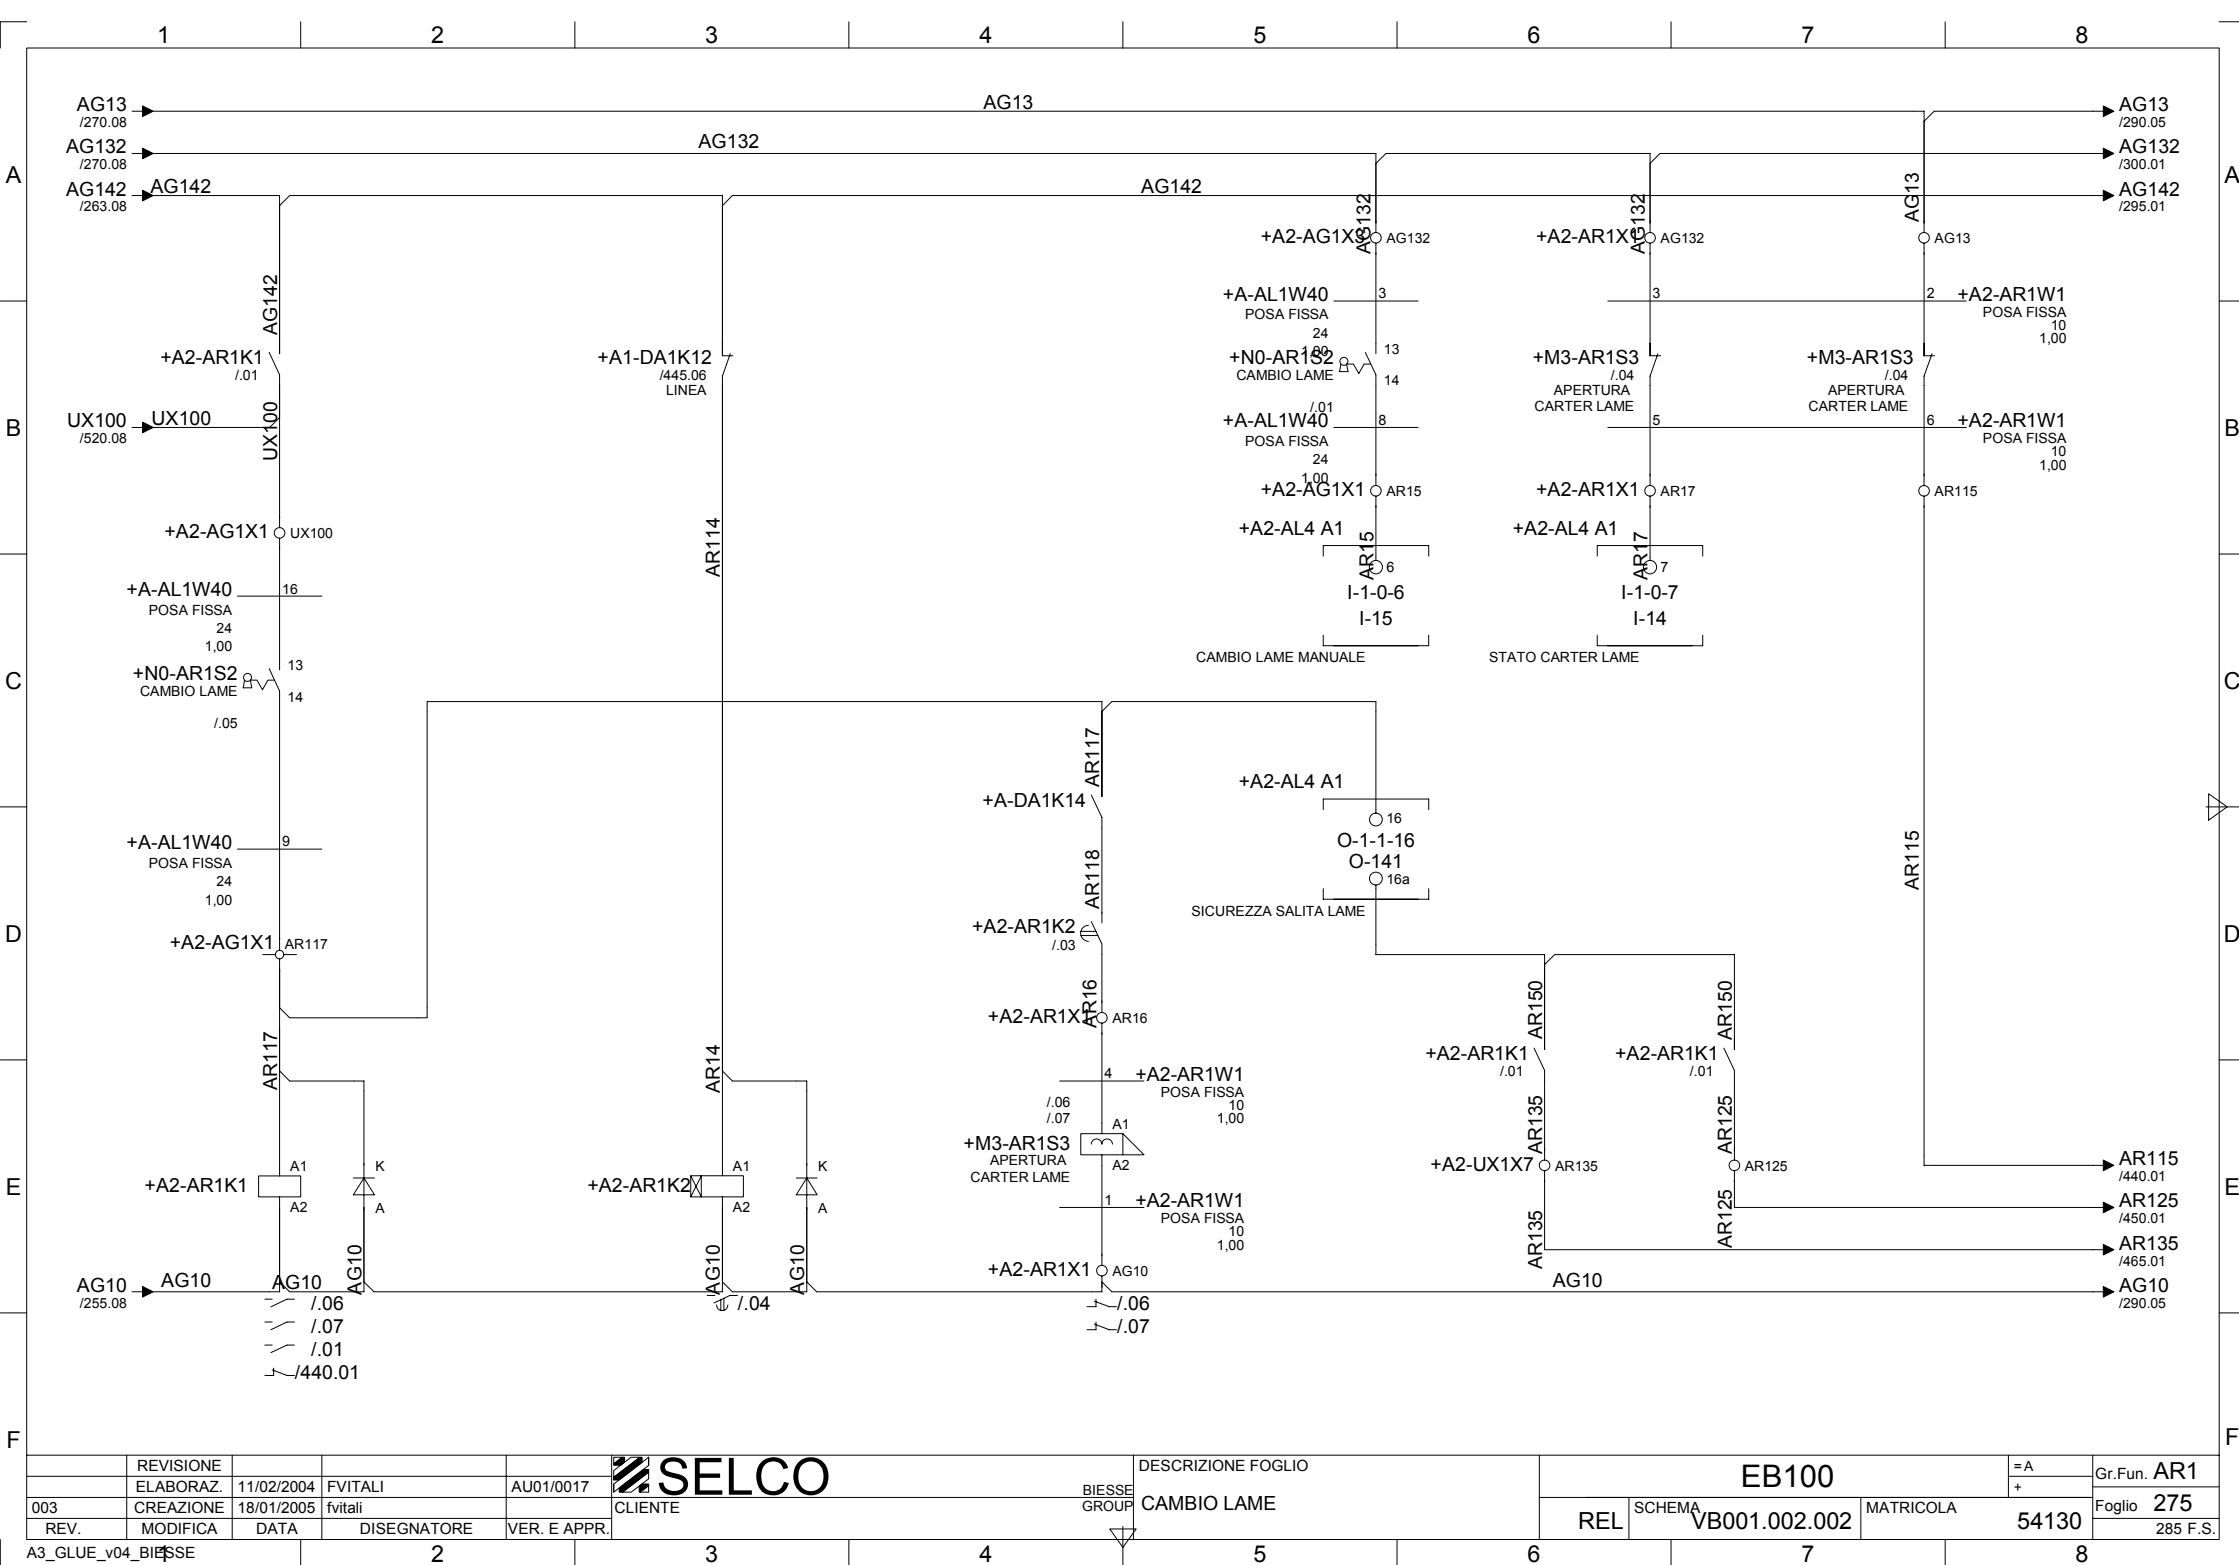 1 2 3 4 5 6 7 8
AG13
/270.08
AG13
AG13
/290.05
AG132
/270.08
AG132
AG132
/300.01
A
A
AG142
/263.08
AG142
AG142
AG142
/295.01
AG142
+A2-AG1X3
AG132
AG132
+A2-AR1X1
AG132
AG132
AG13
AG13
+A-AL1W40
3
POSA FISSA
24
1,00
3
2
+A2-AR1W1
POSA FISSA
10
1,00
+A2-AR1K1
/.01
+A1-DA1K12
/445.06
LINEA
+N0-AR1S2
CAMBIO LAME
13
14
/.01
+M3-AR1S3
/.04
APERTURA
CARTER LAME
+M3-AR1S3
/.04
APERTURA
CARTER LAME
B
B
UX100
/520.08
UX100
UX100
+A-AL1W40
8
POSA FISSA
24
1,00
5
6
+A2-AR1W1
POSA FISSA
10
1,00
+A2-AG1X1
AR15
+A2-AR1X1
AR17
AR115
+A2-AG1X1
UX100
AR114
+A2-AL4 A1
AR15
6
I-1-0-6
I-15
CAMBIO LAME MANUALE
+A2-AL4 A1
AR17
7
I-1-0-7
I-14
STATO CARTER LAME
+A-AL1W40
16
POSA FISSA
24
1,00
C
C
+N0-AR1S2
CAMBIO LAME
13
14
/.05
AR117
+A-DA1K14
+A2-AL4 A1
16
O-1-1-16
O-141
16a
SICUREZZA SALITA LAME
+A-AL1W40
9
POSA FISSA
24
1,00
AR118
AR115
D
D
+A2-AG1X1
AR117
+A2-AR1K2
/.03
AR16
+A2-AR1X1
AR16
AR150
AR150
AR117
AR14
+A2-AR1K1
/.01
+A2-AR1K1
/.01
4
+A2-AR1W1
POSA FISSA
10
1,00
/.06
/.07
+M3-AR1S3
APERTURA
CARTER LAME
A1
A2
AR135
AR125
+A2-UX1X7
AR135
AR125
E
E
+A2-AR1K1
A1
A2
K
A
+A2-AR1K2
A1
A2
K
A
1
+A2-AR1W1
POSA FISSA
10
1,00
AR115
/440.01
AR125
AR125
/450.01
AR135
AR135
/465.01
AG10
/255.08
AG10
AG10
AG10
AG10
AG10
+A2-AR1X1
AG10
AG10
AG10
/290.05
/.06
/.07
/.01
/440.01
/.04
/.06
/.07
F
F
REVISIONE
ELABORAZ. 11/02/2004 FVITALI AU01/0017
003 CREAZIONE 18/01/2005 fvitali
REV. MODIFICA DATA DISEGNATORE VER. E APPR.
SELCO
CLIENTE
BIESSE
GROUP
DESCRIZIONE FOGLIO
CAMBIO LAME
EB100
REL
SCHEMA
VB001.002.002
MATRICOLA
54130
=A
+
Gr.Fun. AR1
Foglio 275
285 F.S.
A3_GLUE_v04_BIESSE
1 2 3 4 5 6 7 8